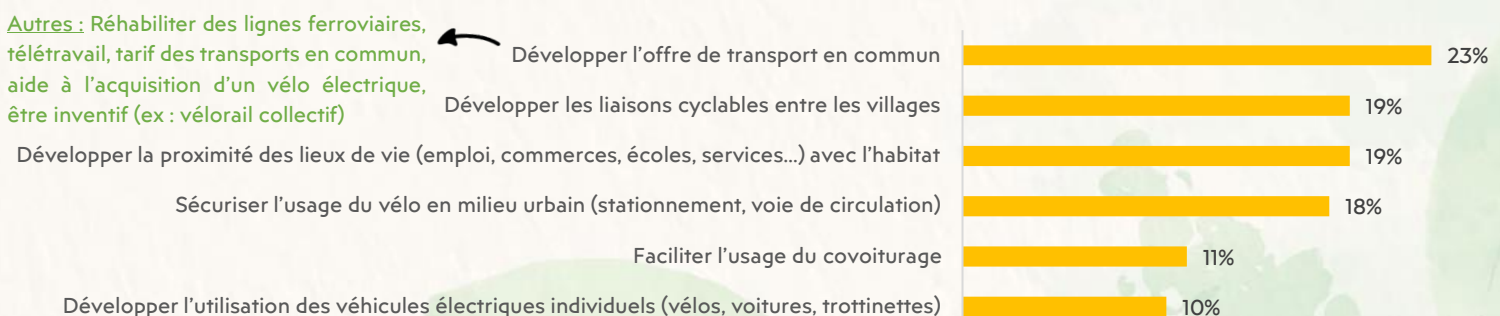 Autres : Réhabiliter des lignes ferroviaires,
télétravail, tarif des transports en commun,
aide à l'acquisition d'un vélo électrique,
être inventif (ex : vélorail collectif)
Développer l'offre de transport en commun 23%
Développer les liaisons cyclables entre les villages 19%
Développer la proximité des lieux de vie (emploi, commerces, écoles, services...) avec l'habitat 19%
Sécuriser l'usage du vélo en milieu urbain (stationnement, voie de circulation) 18%
Faciliter l'usage du covoiturage 11%
Développer l'utilisation des véhicules électriques individuels (vélos, voitures, trottinettes) 10%